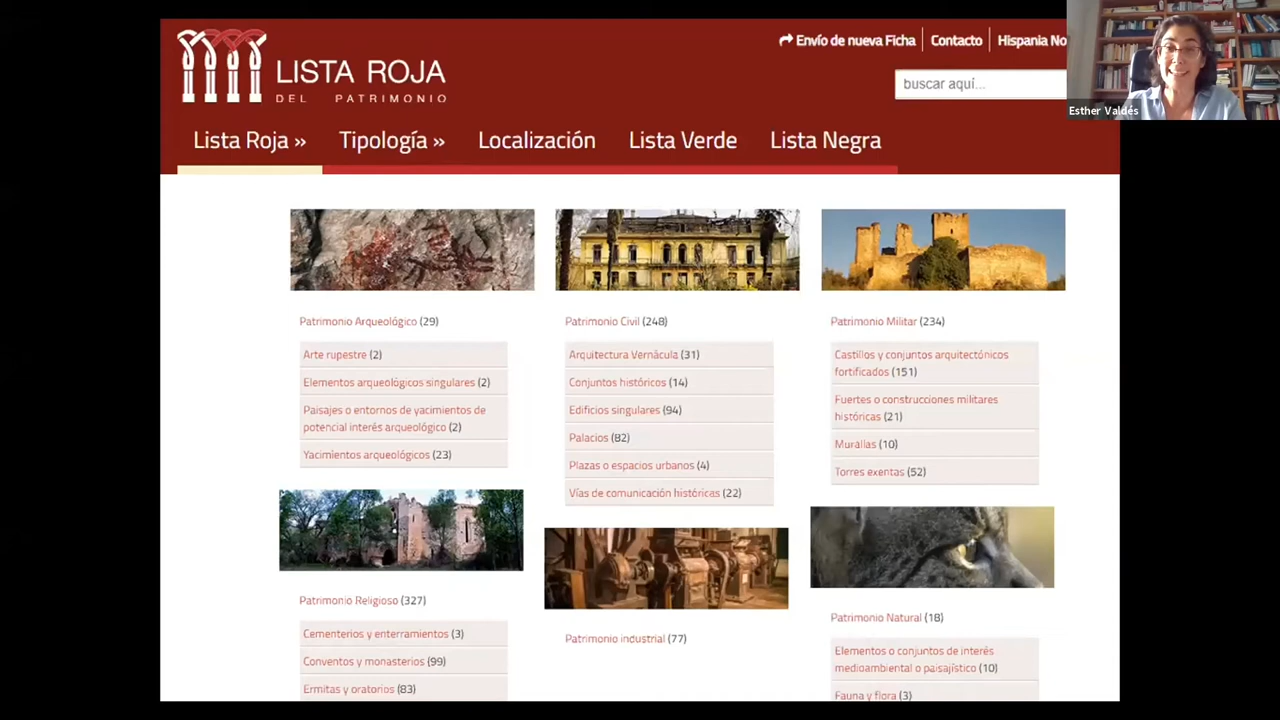 LISTA ROJA
DEL PATRIMONIO
Envío de nueva Ficha
Contacto
Hispania No
buscar aquí...
Esther Valdés
Lista Roja »
Tipología »
Localización
Lista Verde
Lista Negra
Patrimonio Arqueológico (29)
Arte rupestre (2)
Elementos arqueológicos singulares (2)
Paisajes o entornos de yacimientos de
potencial interés arqueológico (2)
Yacimientos arqueológicos (23)
Patrimonio Civil (248)
Arquitectura Vernácula (31)
Conjuntos históricos (14)
Edificios singulares (94)
Palacios (82)
Plazas o espacios urbanos (4)
Vías de comunicación históricas (22)
Patrimonio Militar (234)
Castillos y conjuntos arquitectónicos
fortificados (151)
Fuertes o construcciones militares
históricas (21)
Murallas (10)
Torres exentas (52)
Patrimonio Religioso (327)
Cementerios y enterramientos (3)
Conventos y monasterios (99)
Ermitas y oratorios (83)
Patrimonio industrial (77)
Patrimonio Natural (18)
Elementos o conjuntos de interés
medioambiental o paisajístico (10)
Fauna y flora (3)